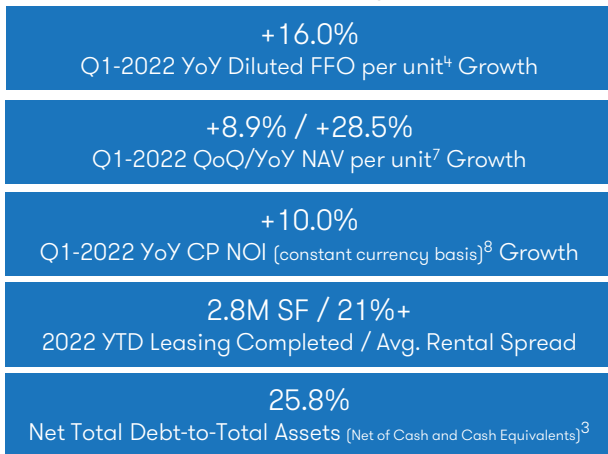 +16.0%
Q1-2022 YoY Diluted FFO per unit⁴ Growth
+8.9% / +28.5%
Q1-2022 QoQ/YoY NAV per unit⁷ Growth
+10.0%
Q1-2022 YoY CP NOI (constant currency basis)⁸ Growth
2.8M SF / 21%+
2022 YTD Leasing Completed / Avg. Rental Spread
25.8%
Net Total Debt-to-Total Assets (Net of Cash and Cash Equivalents)³